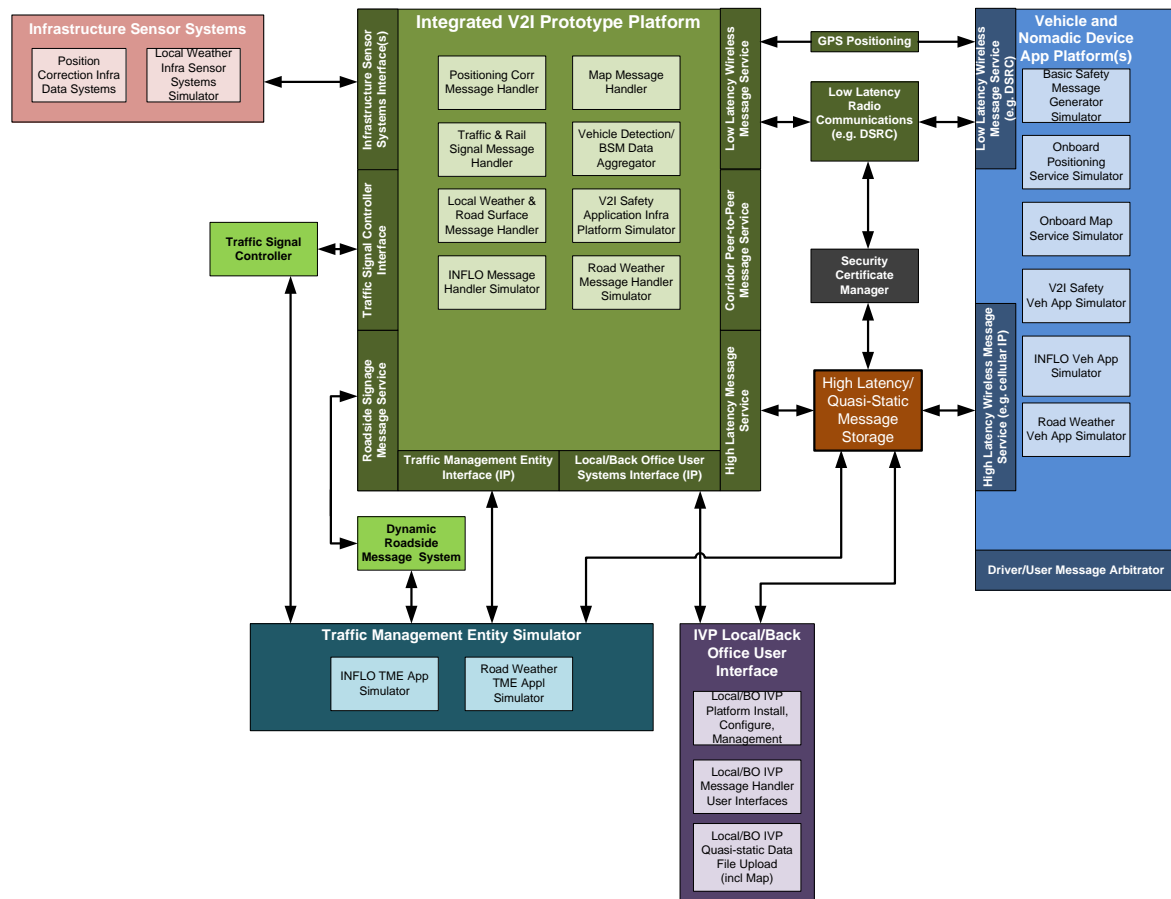 Infrastructure Sensor Systems
Position
Correction Infra
Data Systems
Local Weather
Infra Sensor
Systems
Simulator
Integrated V2I Prototype Platform
Infrastructure Sensor
Systems Interface(s)
Traffic Signal Controller
Interface
Roadside Signage
Message Service
Positioning Corr
Message Handler
Map Message
Handler
Traffic & Rail
Signal Message
Handler
Vehicle Detection/
BSM Data
Aggregator
Local Weather &
Road Surface
Message Handler
V2I Safety
Application Infra
Platform Simulator
INFLO Message
Handler Simulator
Road Weather
Message Handler
Simulator
Low Latency Wireless
Message Service
Corridor Peer-to-Peer
Message Service
High Latency Message
Service
Traffic Management Entity
Interface (IP)
Local/Back Office User
Systems Interface (IP)
GPS Positioning
Low Latency
Radio
Communications
(e.g. DSRC)
Security
Certificate
Manager
High Latency/
Quasi-Static
Message
Storage
Vehicle and
Nomadic Device
App Platform(s)
Low Latency Wireless
Message Service
(e.g. DSRC)
High Latency Wireless Message
Service (e.g. cellular IP)
Basic Safety
Message
Generator
Simulator
Onboard
Positioning
Service Simulator
Onboard Map
Service Simulator
V2I Safety
Veh App Simulator
INFLO Veh App
Simulator
Road Weather
Veh App Simulator
Driver/User Message Arbitrator
Traffic Signal
Controller
Dynamic
Roadside
Message System
Traffic Management Entity Simulator
INFLO TME App
Simulator
Road Weather
TME Appl
Simulator
IVP Local/Back
Office User
Interface
Local/BO IVP
Platform Install,
Configure,
Management
Local/BO IVP
Message Handler
User Interfaces
Local/BO IVP
Quasi-static Data
File Upload
(incl Map)